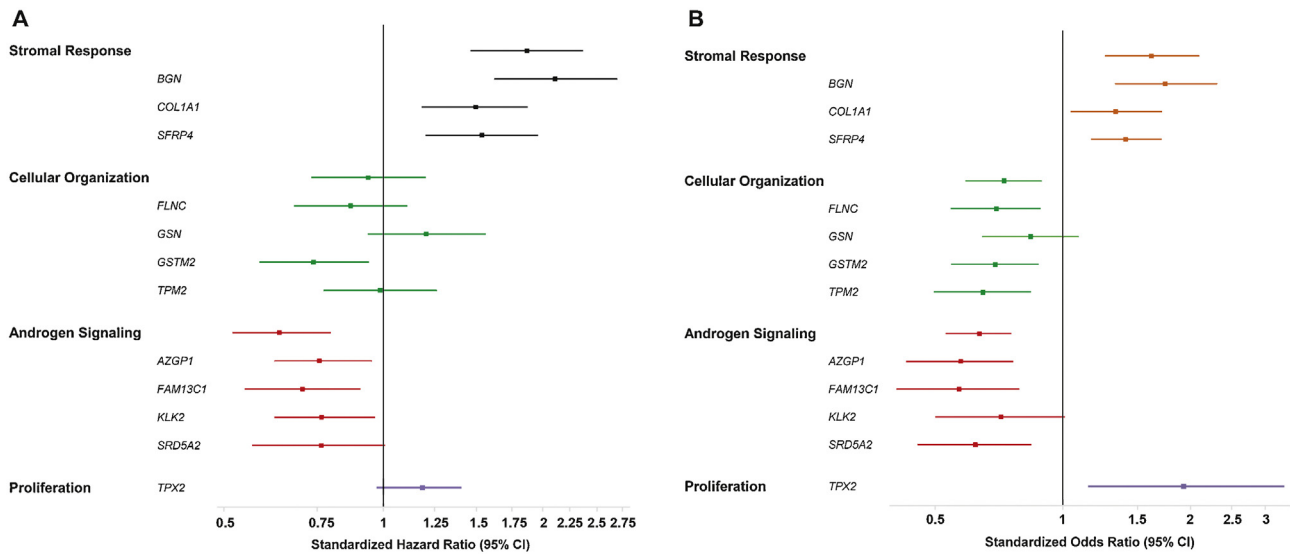 A
Stromal Response
BGN
COL1A1
SFRP4
Cellular Organization
FLNC
GSN
GSTM2
TPM2
Androgen Signaling
AZGP1
FAM13C1
KLK2
SRD5A2
Proliferation TPX2
0.5 0.75 1 1.25 1.5 2 2.25 2.5 2.75
Standardized Hazard Ratio (95% CI)
B
Stromal Response
BGN
COL1A1
SFRP4
Cellular Organization
FLNC
GSN
GSTM2
TPM2
Androgen Signaling
AZGP1
FAM13C1
KLK2
SRD5A2
Proliferation TPX2
0.5 1 1.5 2 2.5 3
Standardized Odds Ratio (95% CI)